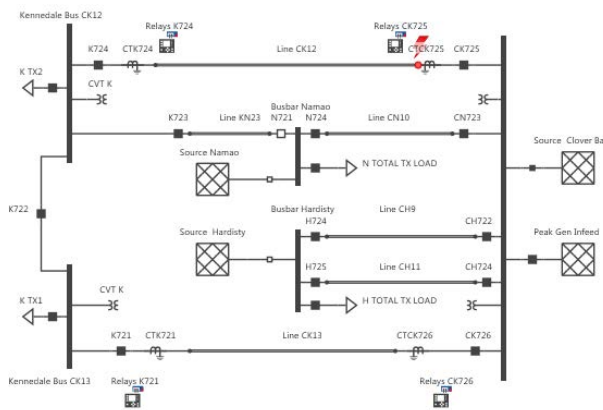 Kennedale Bus CK12
Relays K724
Relays CK725
K724
CTK724
Line CK12
CTCK725
CK725
K TX2
CVT K
K723
Line KN23
N721
Busbar Namao
N724
Line CN10
CN723
Source Namao
N TOTAL TX LOAD
Source Clover Ba
K722
Busbar Hardisty
H724
Line CH9
CH722
Source Hardisty
Peak Gen Infeed
H725
Line CH11
CH724
CVT K
H TOTAL TX LOAD
K TX1
K721
CTK721
Line CK13
CTCK726
CK726
Kennedale Bus CK13
Relays K721
Relays CK726